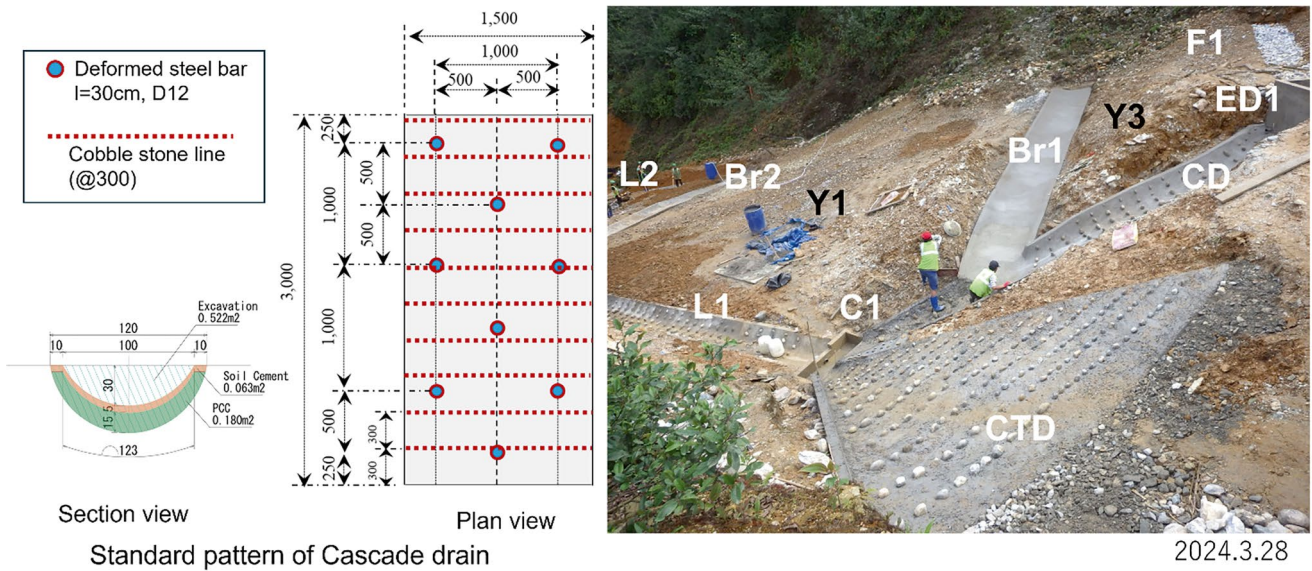 Deformed steel bar
l=30cm, D12
Cobble stone line
(@300)
1,500
1,000
500
500
250
500
1,000
500
3,000
1,000
500
300
250
300
Excavation
0.522m2
120
10
100
10
30
Soil Cement
0.063m2
PCC
0.180m2
15
5
123
Section view
Plan view
Standard pattern of Cascade drain
F1
ED1
Y3
Br1
CD
L2
Br2
Y1
L1
C1
CTD
2024.3.28